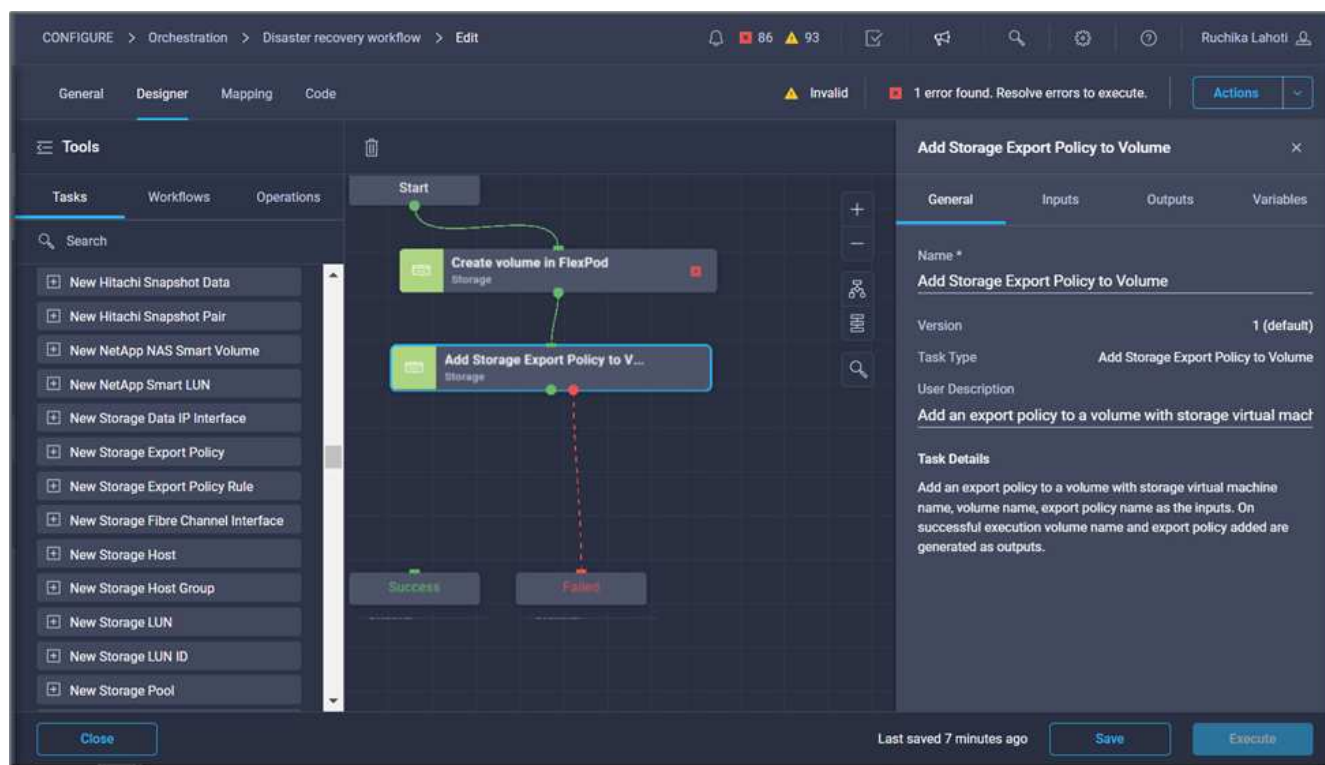 CONFIGURE > Orchestration > Disaster recovery workflow > Edit
86 93
Ruchika Lahoti
General Designer Mapping Code
Invalid
1 error found. Resolve errors to execute.
Actions
Tools
Tasks Workflows Operations
Search
New Hitachi Snapshot Data
New Hitachi Snapshot Pair
New NetApp NAS Smart Volume
New NetApp Smart LUN
New Storage Data IP Interface
New Storage Export Policy
New Storage Export Policy Rule
New Storage Fibre Channel Interface
New Storage Host
New Storage Host Group
New Storage LUN
New Storage LUN ID
New Storage Pool
Start
Create volume in FlexPod
Storage
Add Storage Export Policy to V...
Storage
Success
Failed
Add Storage Export Policy to Volume
General Inputs Outputs Variables
Name *
Add Storage Export Policy to Volume
Version 1 (default)
Task Type Add Storage Export Policy to Volume
User Description
Add an export policy to a volume with storage virtual mach
Task Details
Add an export policy to a volume with storage virtual machine
name, volume name, export policy name as the inputs. On
successful execution volume name and export policy added are
generated as outputs.
Close
Last saved 7 minutes ago
Save
Execute